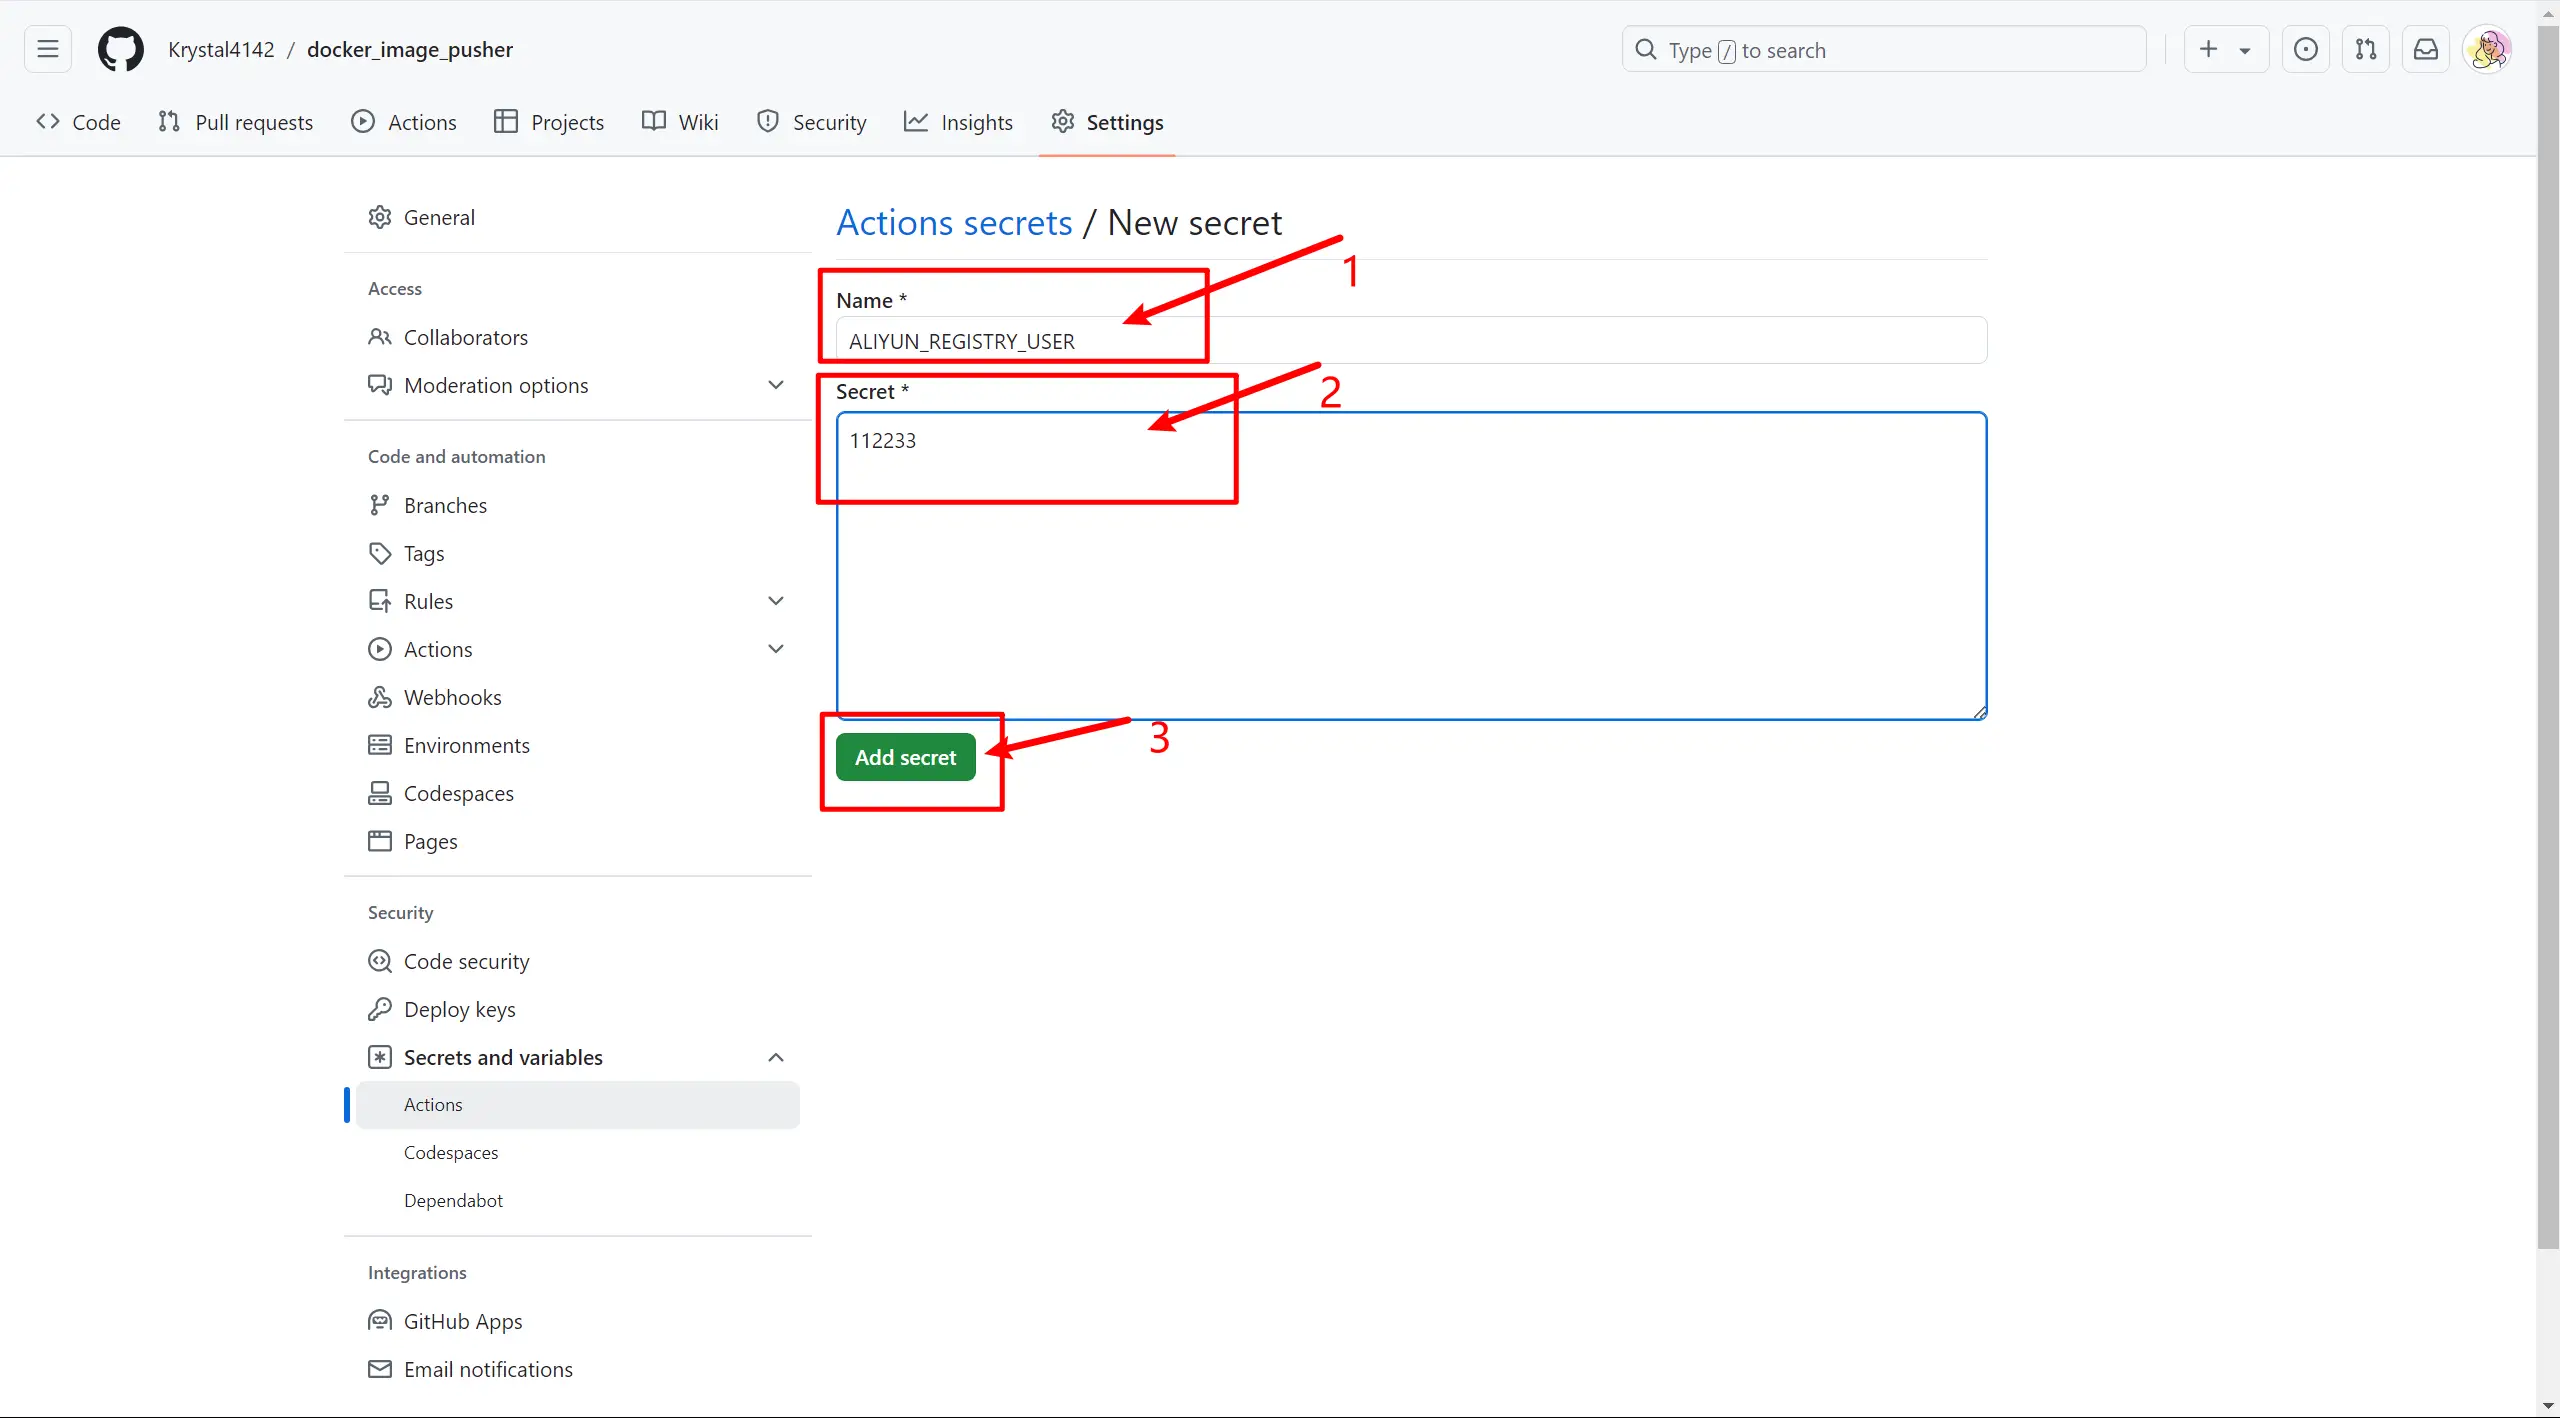 Krystal4142 / docker_image_pusher
Type / to search
Code
Pull requests
Actions
Projects
Wiki
Security
Insights
Settings
General
Access
Collaborators
Moderation options
Code and automation
Branches
Tags
Rules
Actions
Webhooks
Environments
Codespaces
Pages
Security
Code security
Deploy keys
Secrets and variables
Actions
Codespaces
Dependabot
Integrations
GitHub Apps
Email notifications
Actions secrets / New secret
1
Name *
ALIYUN_REGISTRY_USER
2
Secret *
112233
3
Add secret